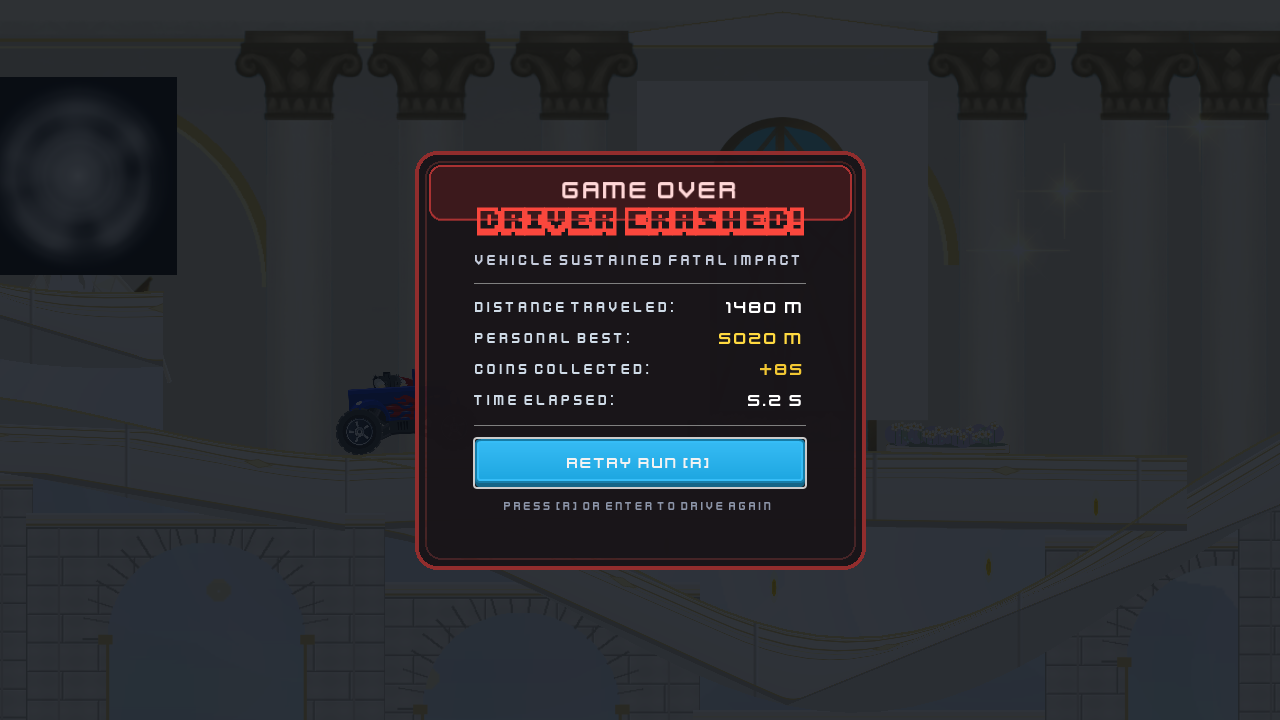 GAME OVER
DRIVER CRASHED!
VEHICLE SUSTAINED FATAL IMPACT
DISTANCE TRAVELED: 1480 M
PERSONAL BEST: 5020 M
COINS COLLECTED: +85
TIME ELAPSED: 5.2 S
RETRY RUN [R]
PRESS [R] OR ENTER TO DRIVE AGAIN